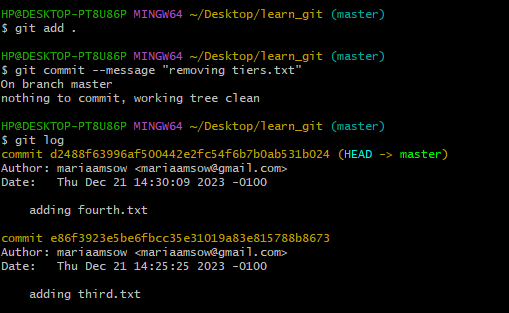 HP@DESKTOP-PT8U86P MINGW64 ~/Desktop/learn_git (master)
$ git add .
HP@DESKTOP-PT8U86P MINGW64 ~/Desktop/learn_git (master)
$ git commit --message "removing tiers.txt"
On branch master
nothing to commit, working tree clean
HP@DESKTOP-PT8U86P MINGW64 ~/Desktop/learn_git (master)
$ git log
commit d2488f63996af500442e2fc54f6b7b0ab531b024 (HEAD -> master)
Author: mariaamsow <mariaamsow@gmail.com>
Date:   Thu Dec 21 14:30:09 2023 -0100
    adding fourth.txt
commit e86f3923e5be6fbcc35e31019a83e815788b8673
Author: mariaamsow <mariaamsow@gmail.com>
Date:   Thu Dec 21 14:25:25 2023 -0100
    adding third.txt